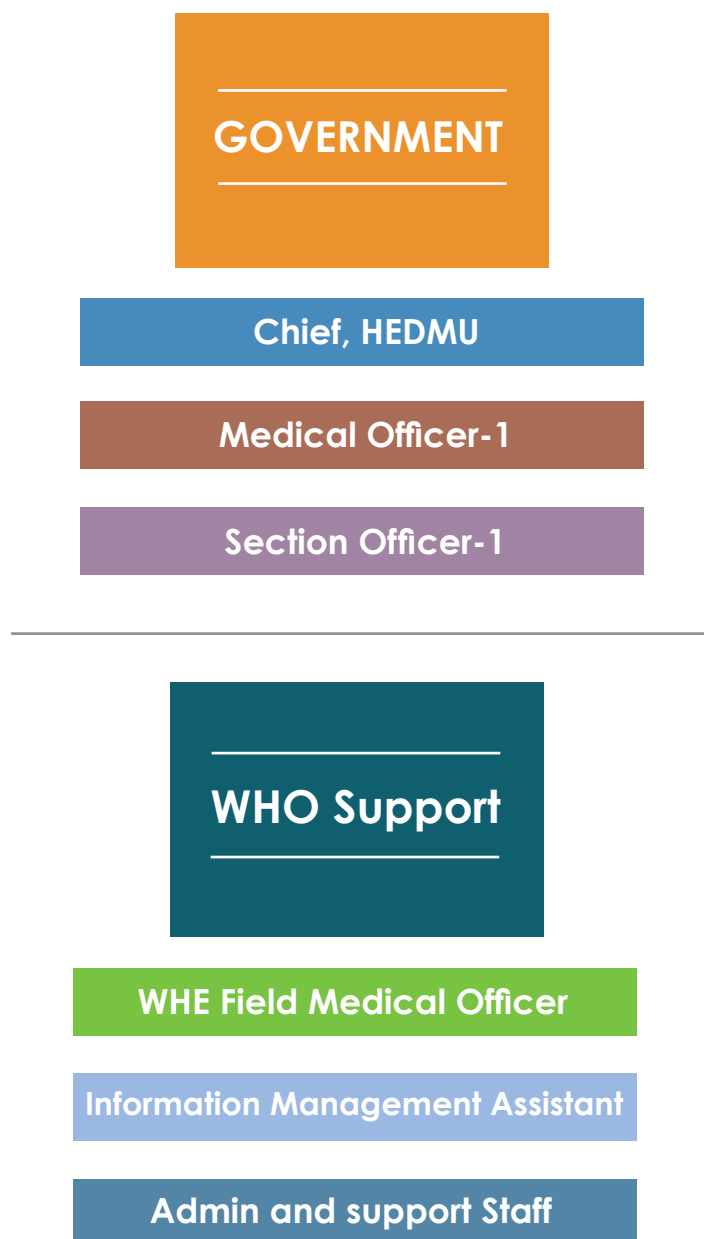 GOVERNMENT
Chief, HEDMU
Medical Officer-1
Section Officer-1
WHO Support
WHE Field Medical Officer
Information Management Assistant
Admin and support Staff